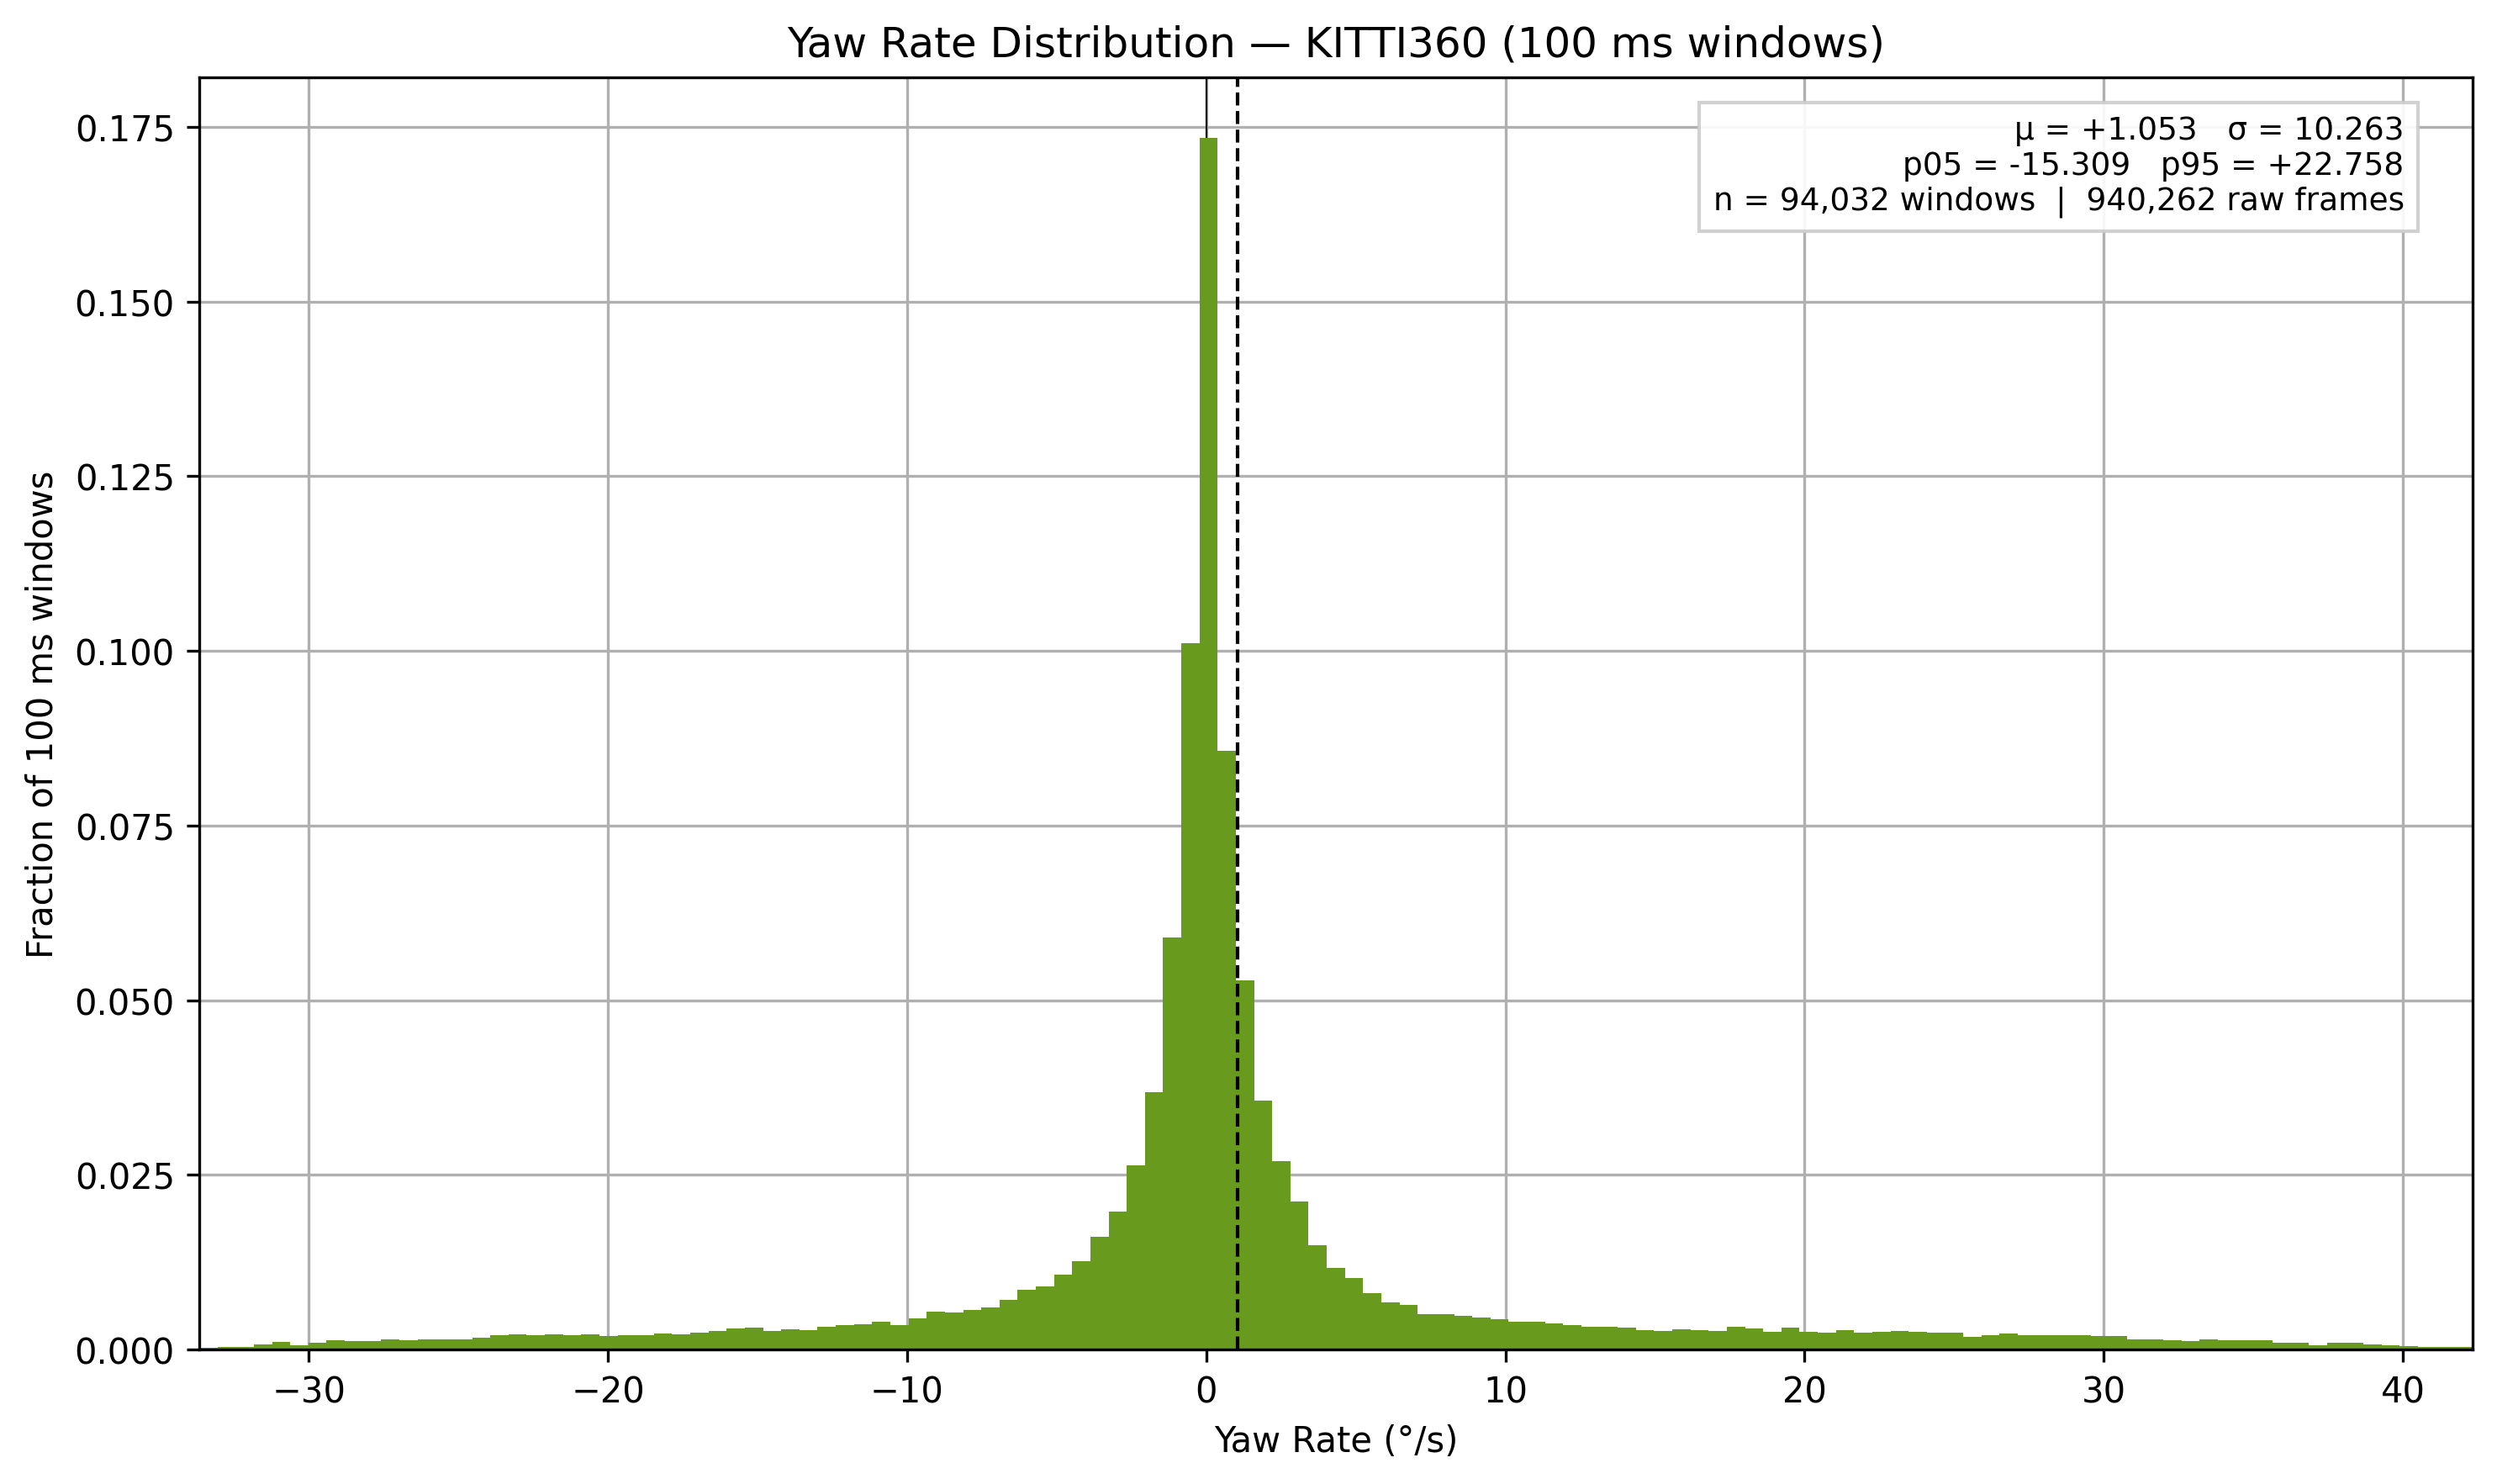 Yaw Rate Distribution — KITTI360 (100 ms windows)
μ = +1.053   σ = 10.263
p05 = -15.309   p95 = +22.758
n = 94,032 windows  |  940,262 raw frames
Fraction of 100 ms windows
0.175
0.150
0.125
0.100
0.075
0.050
0.025
0.000
−30 −20 −10 0 10 20 30 40
Yaw Rate (°/s)